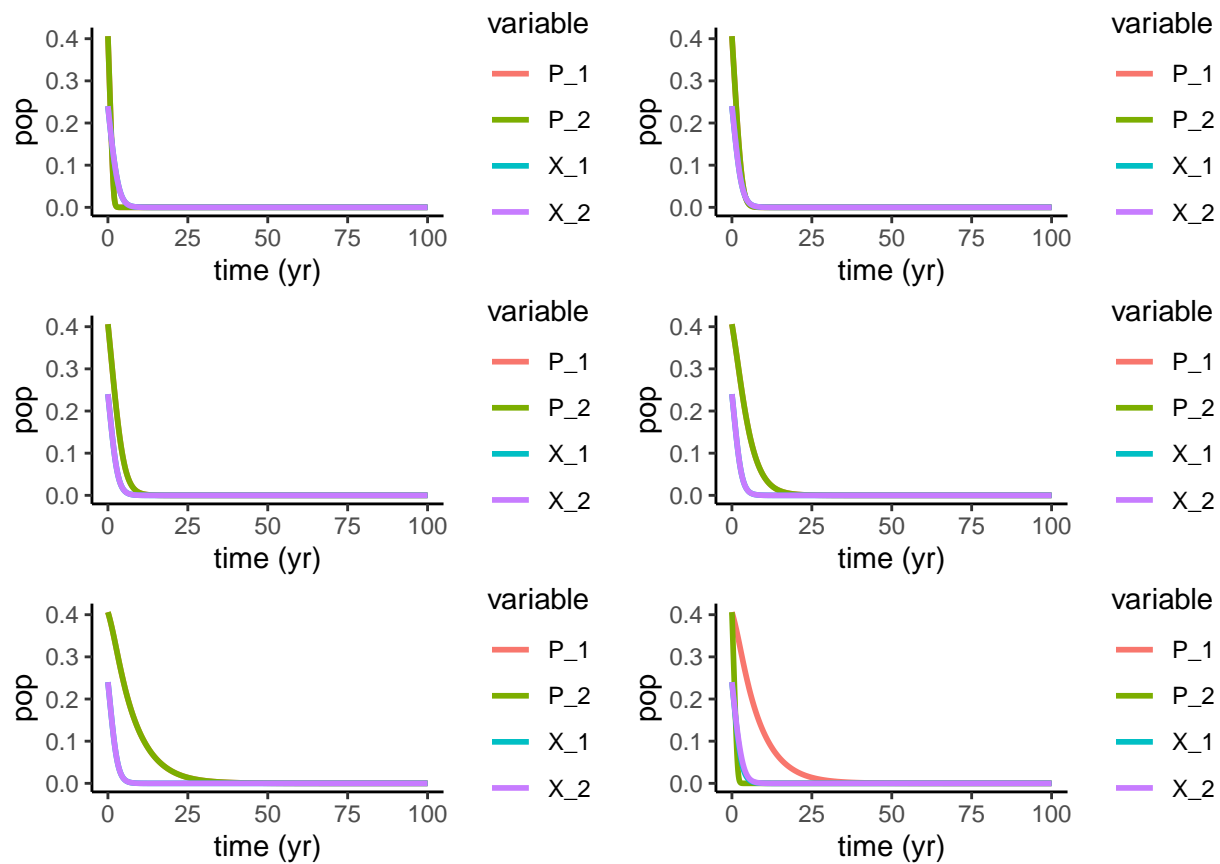 variable
P_1
P_2
X_1
X_2
pop
0.4
0.3
0.2
0.1
0.0
0 25 50 75 100
time (yr)
variable
P_1
P_2
X_1
X_2
pop
0.4
0.3
0.2
0.1
0.0
0 25 50 75 100
time (yr)
variable
P_1
P_2
X_1
X_2
pop
0.4
0.3
0.2
0.1
0.0
0 25 50 75 100
time (yr)
variable
P_1
P_2
X_1
X_2
pop
0.4
0.3
0.2
0.1
0.0
0 25 50 75 100
time (yr)
variable
P_1
P_2
X_1
X_2
pop
0.4
0.3
0.2
0.1
0.0
0 25 50 75 100
time (yr)
variable
P_1
P_2
X_1
X_2
pop
0.4
0.3
0.2
0.1
0.0
0 25 50 75 100
time (yr)